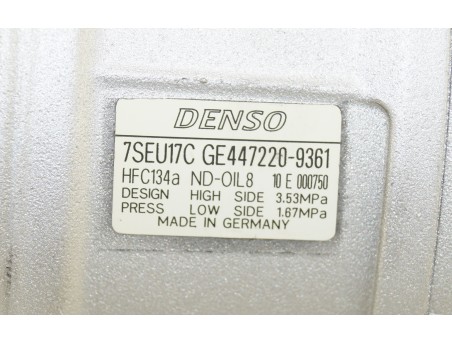 DENSO
7SEU17C GE447220-9361
HFC134a ND-OIL8 10 E 000750
DESIGN HIGH SIDE 3.53MPa
PRESS LOW SIDE 1.67MPa
MADE IN GERMANY